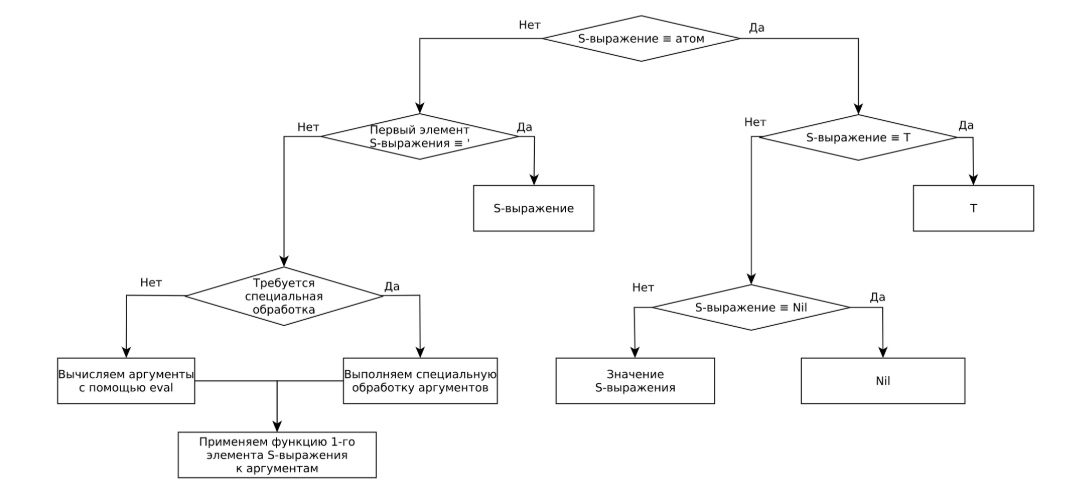 Нет
Да
S-выражение ≡ атом
Нет
Первый элемент
S-выражения ≡ '
Да
Нет
S-выражение ≡ T
Да
S-выражение
T
Нет
Требуется
специальная
обработка
Да
Нет
S-выражение ≡ Nil
Да
Вычисляем аргументы
с помощью eval
Выполняем специальную
обработку аргументов
Значение
S-выражения
Nil
Применяем функцию 1-го
элемента S-выражения
к аргументам